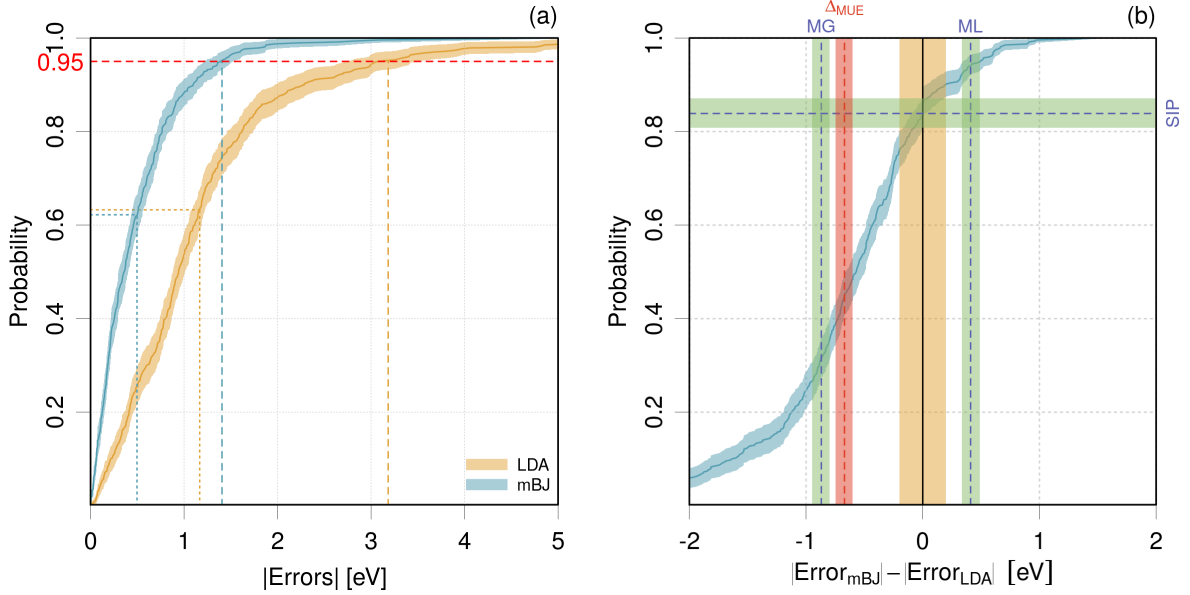 (a)
1.0
0.95
0.8
0.6
0.4
0.2
Probability
LDA
mBJ
0 1 2 3 4 5
|Errors| [eV]
Δ_MUE
MG ML (b)
1.0
0.8
0.6
0.4
0.2
Probability
SIP
-2 -1 0 1 2
|Error_mBJ| − |Error_LDA| [eV]